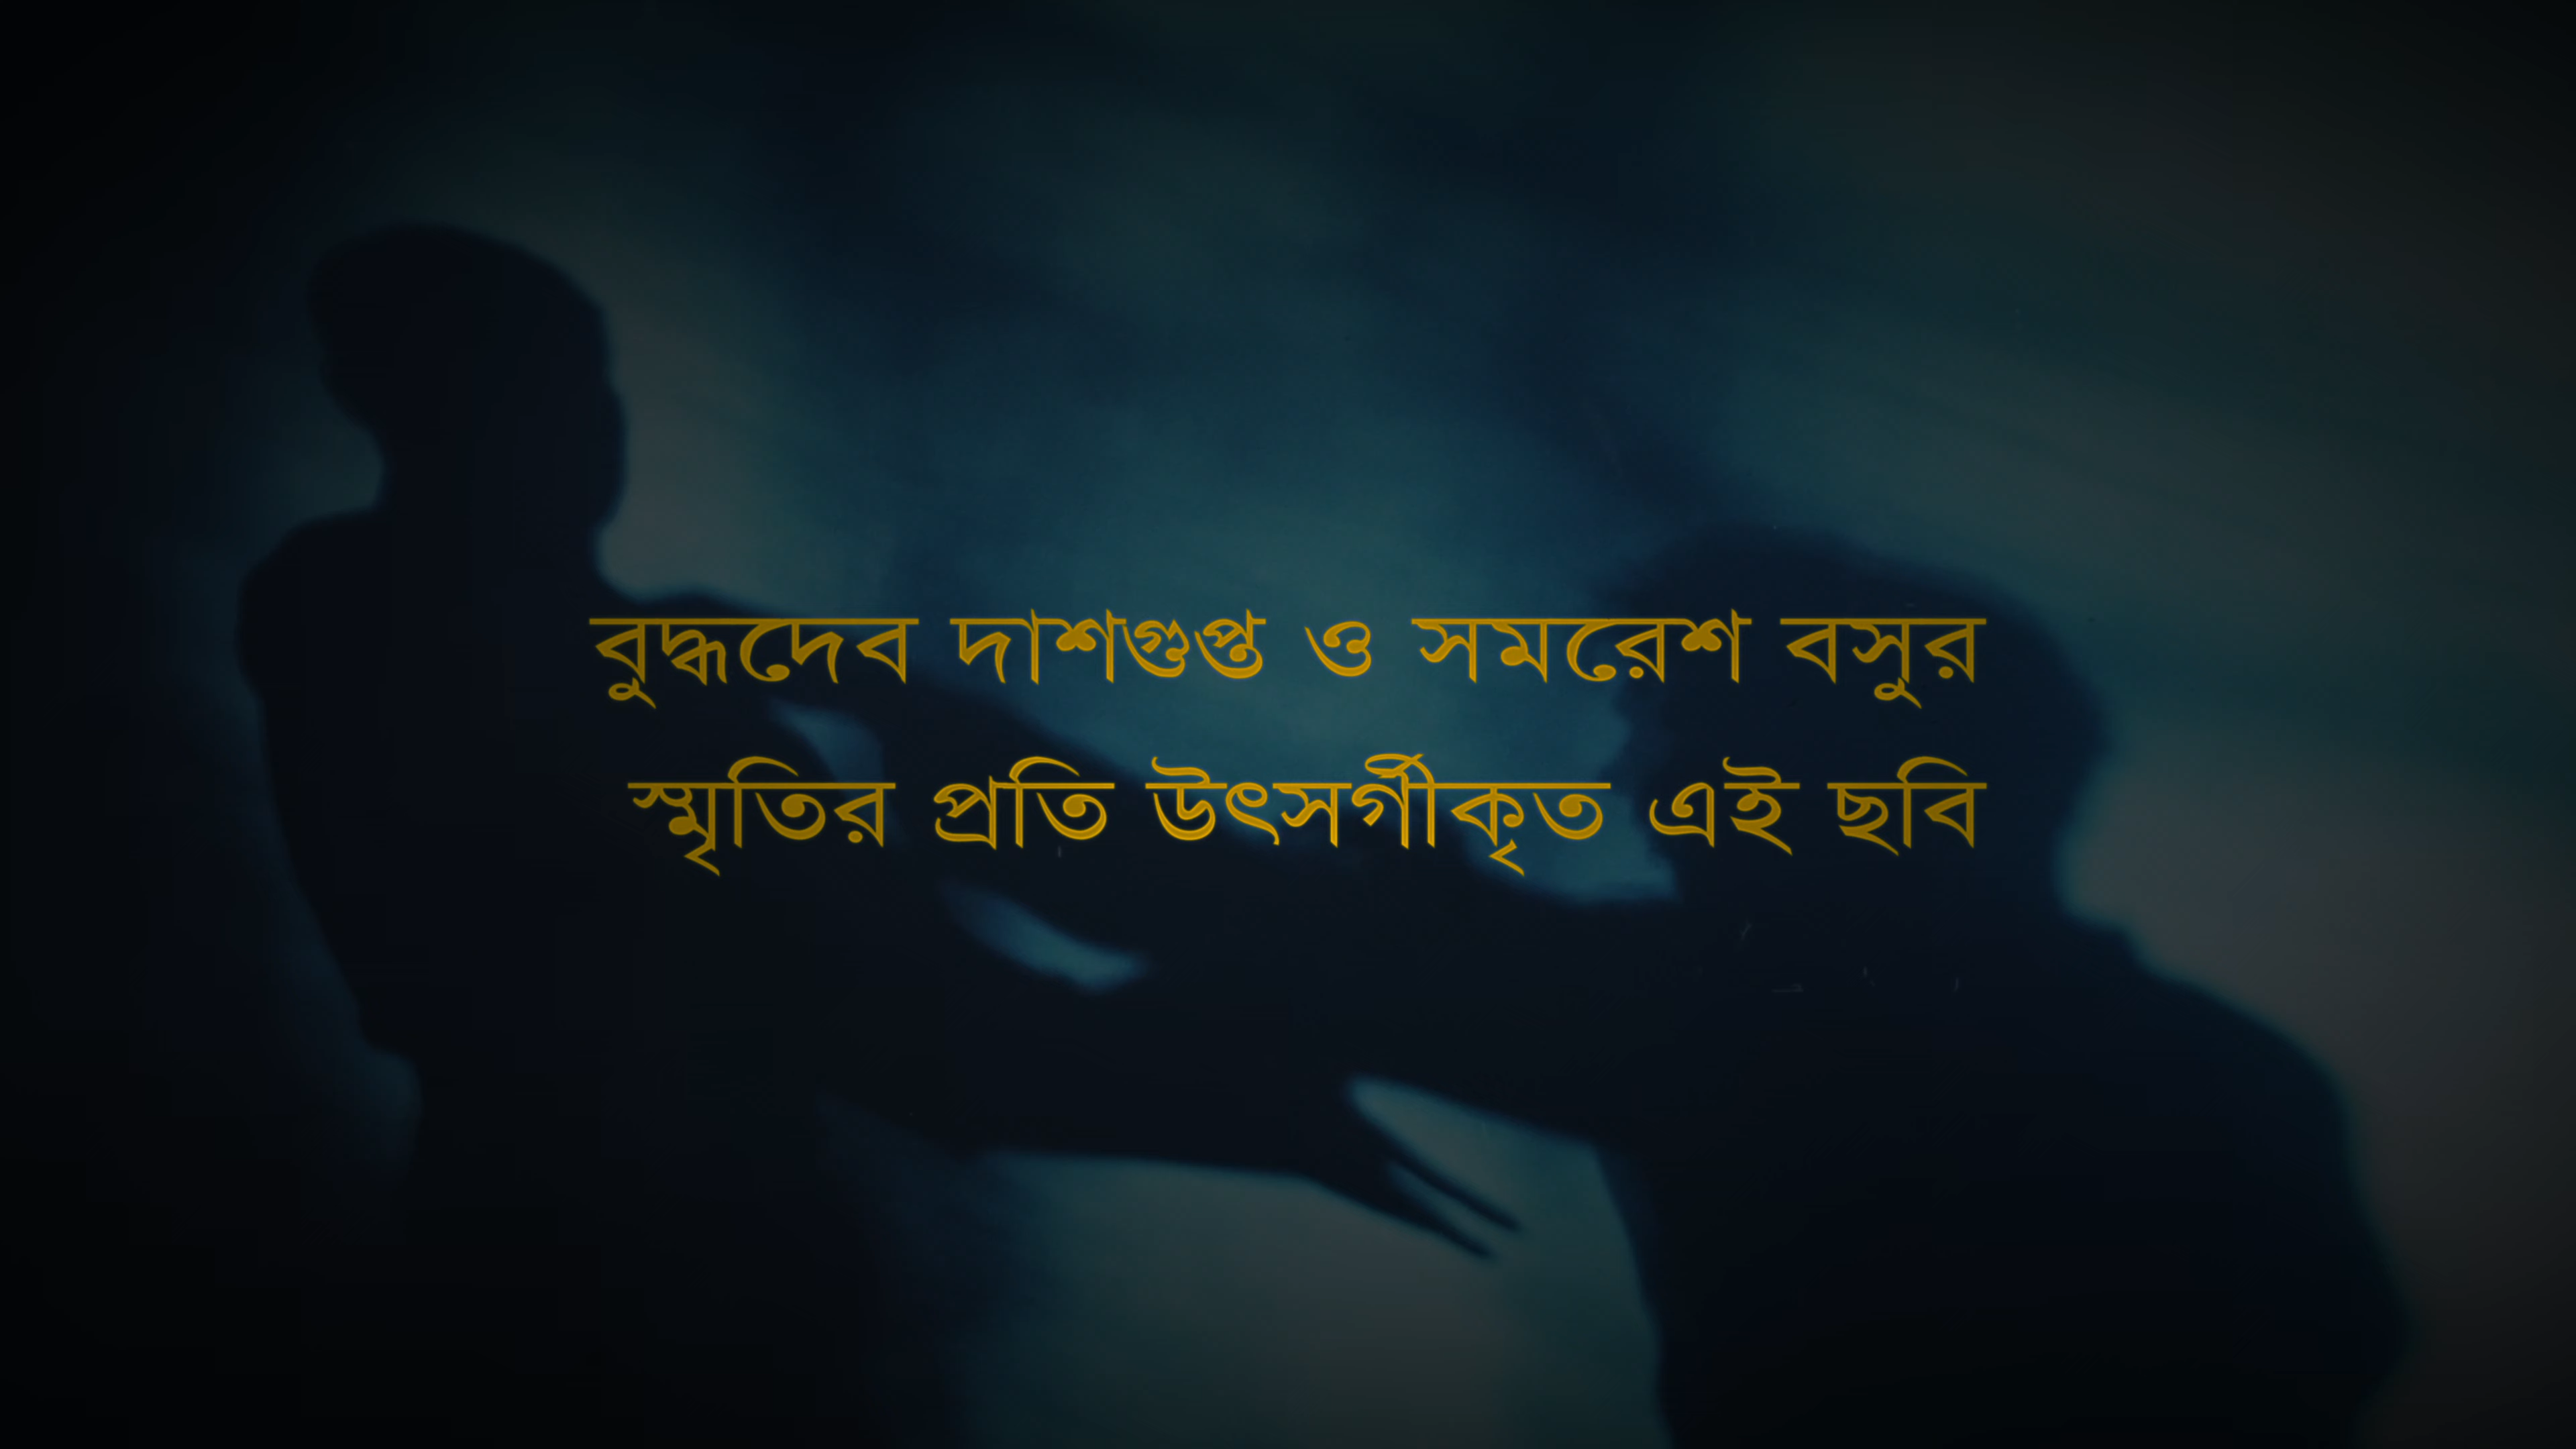 বুদ্ধদেব দাশগুপ্ত ও সমরেশ বসুর
স্মৃতির প্রতি উৎসর্গীকৃত এই ছবি